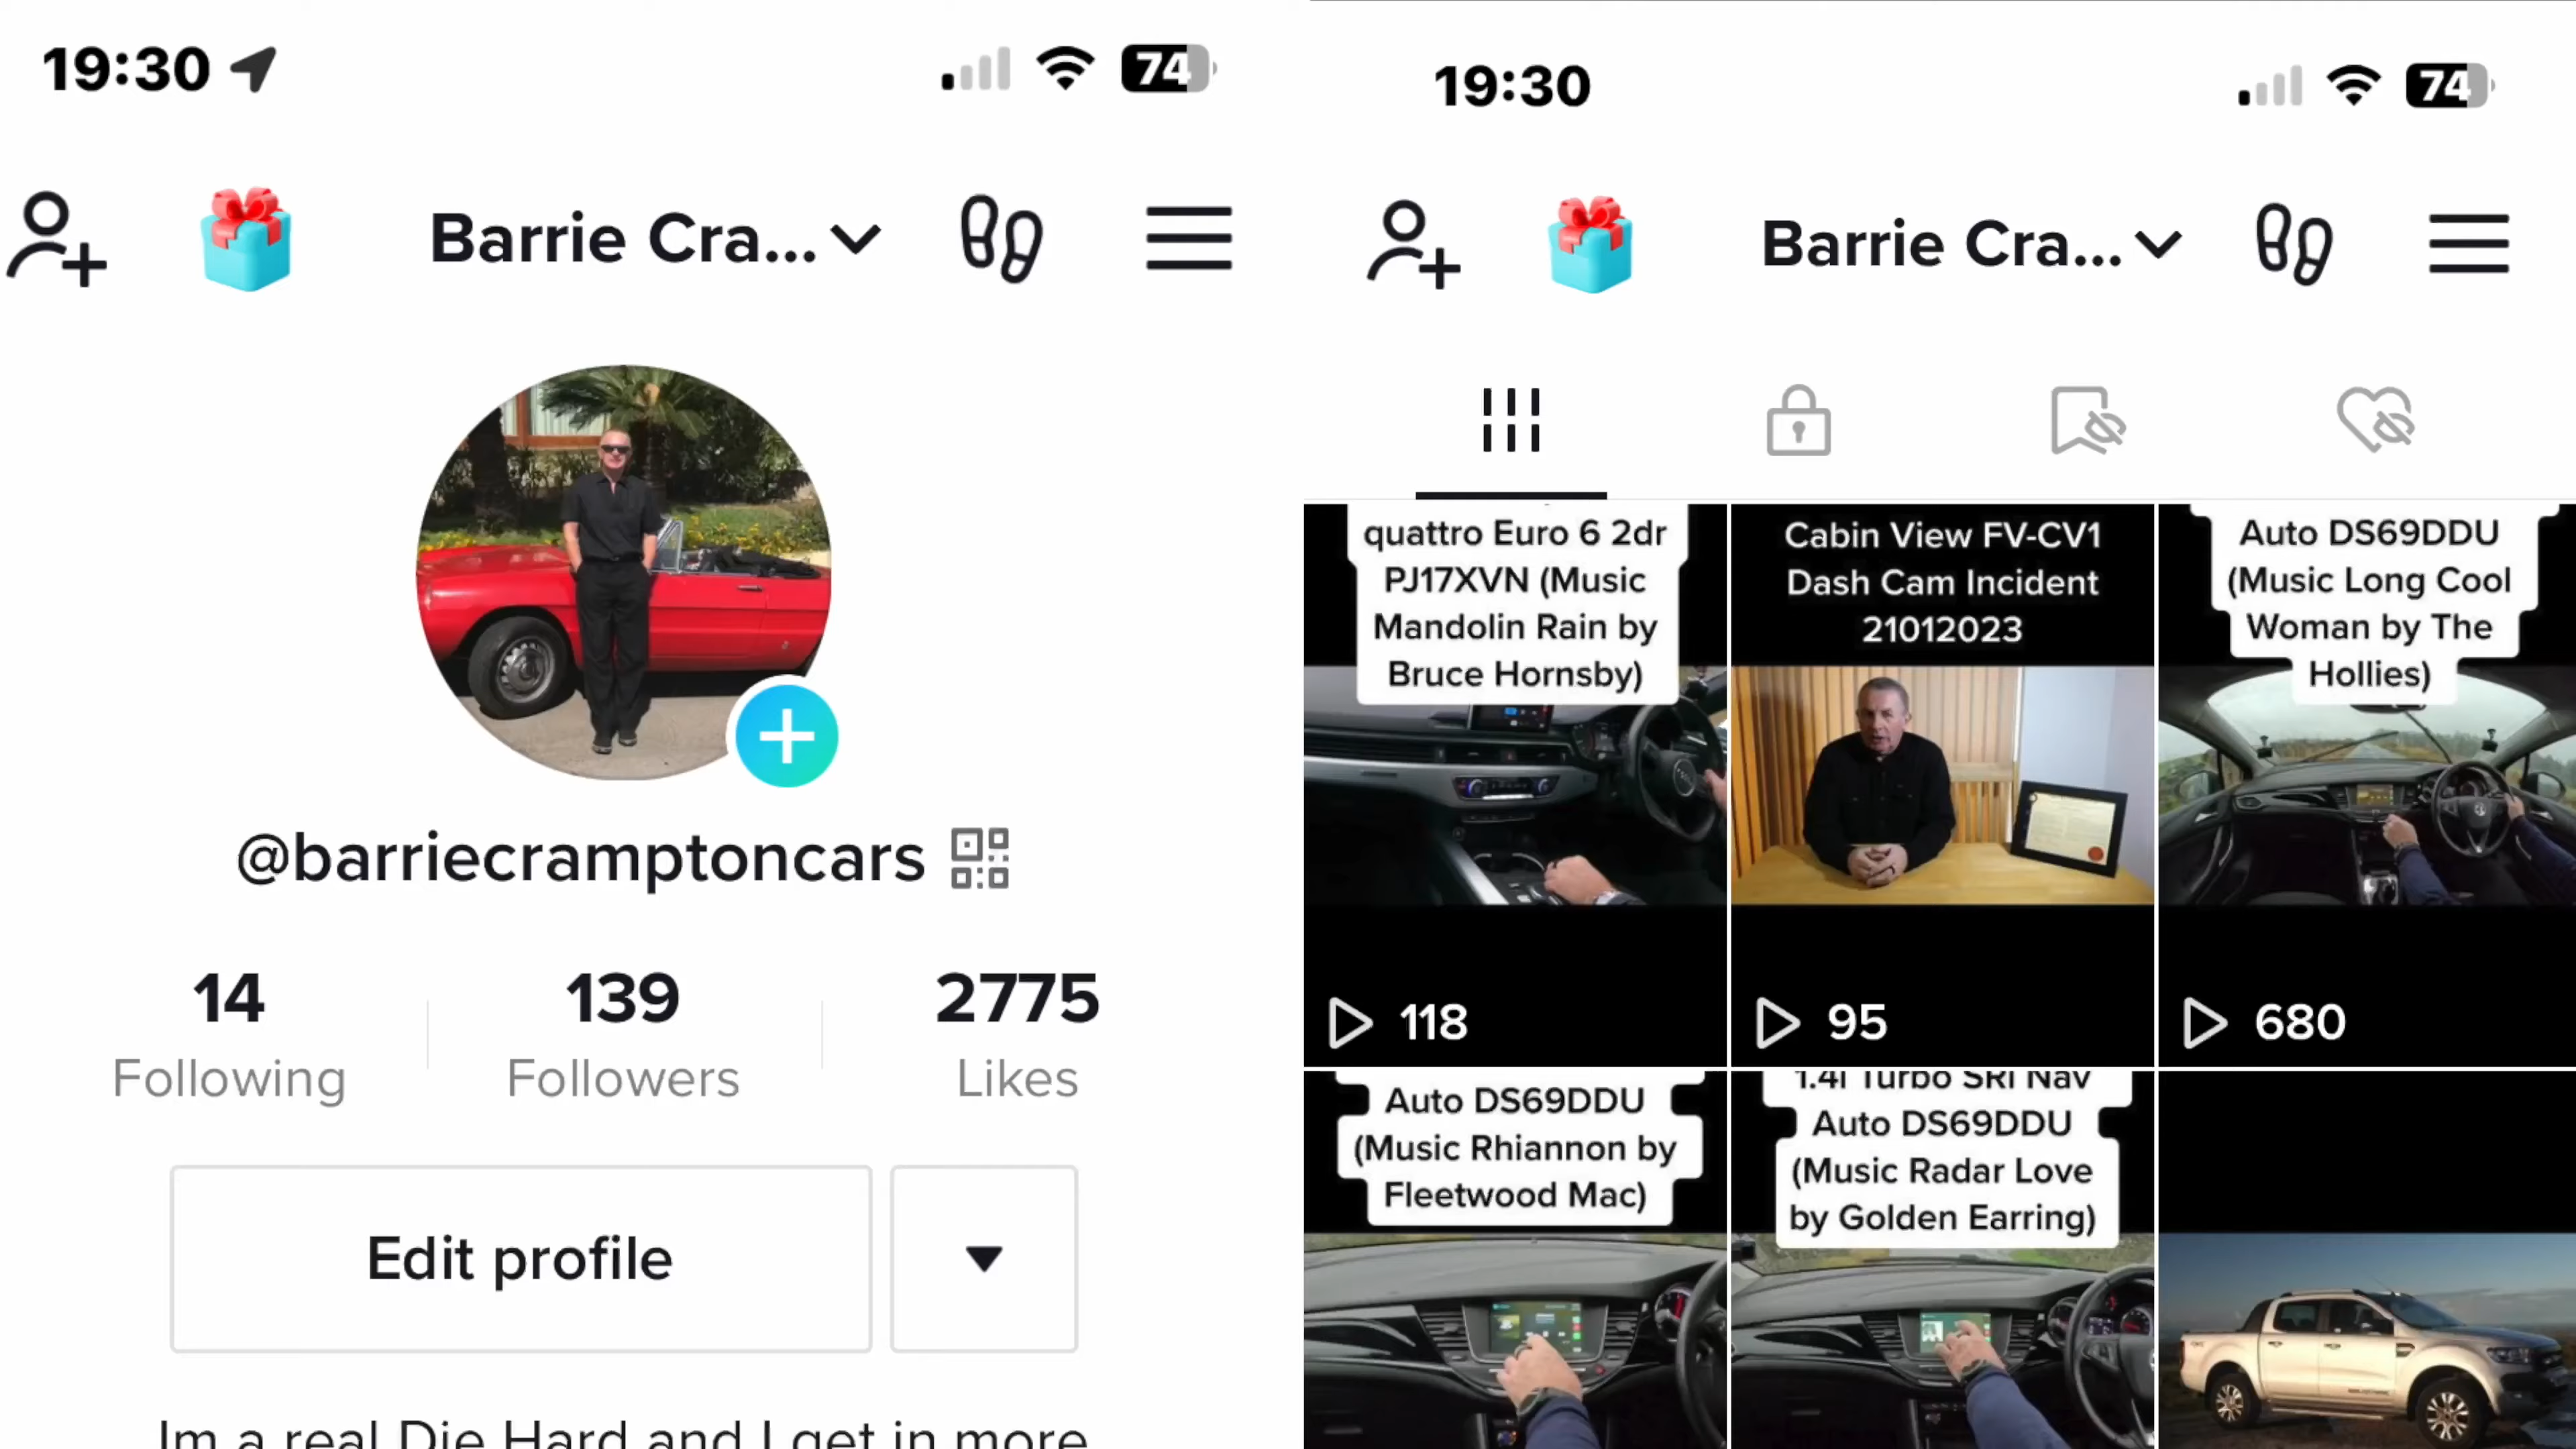 19:30
74
Barrie Cra...
@barriecramptoncars
14
139
2775
Following
Followers
Likes
Edit profile
Im a real Die Hard and I get in more
19:30
74
Barrie Cra...
quattro Euro 6 2dr
PJ17XVN (Music
Mandolin Rain by
Bruce Hornsby)
118
Cabin View FV-CV1
Dash Cam Incident
21012023
95
Auto DS69DDU
(Music Long Cool
Woman by The
Hollies)
680
Auto DS69DDU
(Music Rhiannon by
Fleetwood Mac)
1.4i Turbo SRi Nav
Auto DS69DDU
(Music Radar Love
by Golden Earring)